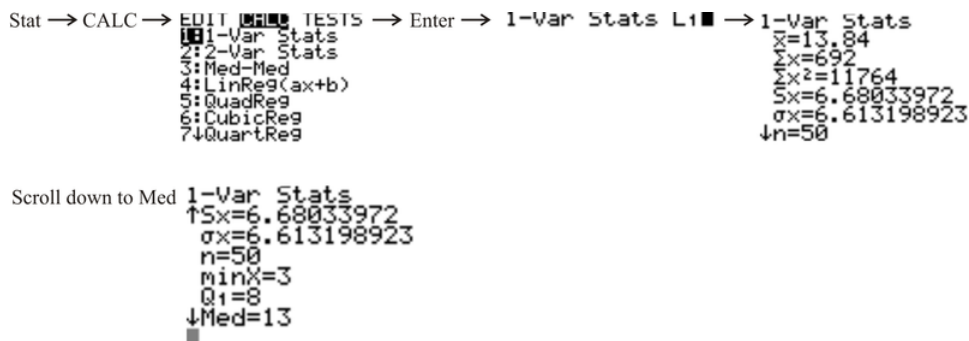 Stat → CALC → EDIT CALC TESTS → Enter → 1-Var Stats L1 → 1-Var Stats
1:1-Var Stats
2:2-Var Stats
3:Med-Med
4:LinReg(ax+b)
5:QuadReg
6:CubicReg
7↓QuartReg
x̄=13.84
Σx=692
Σx²=11764
Sx=6.68033972
σx=6.613198923
↓n=50
Scroll down to Med 1-Var Stats
↑Sx=6.68033972
σx=6.613198923
n=50
minX=3
Q1=8
↓Med=13